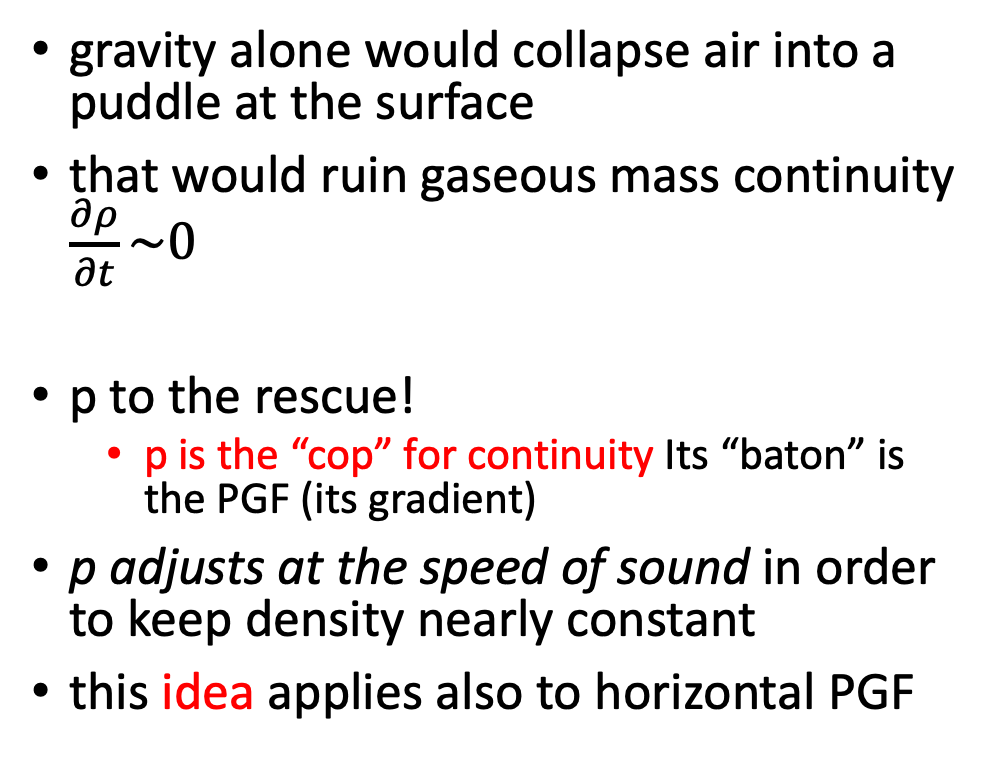 • gravity alone would collapse air into a
puddle at the surface
• that would ruin gaseous mass continuity
∂ρ/∂t ~0
• p to the rescue!
• p is the “cop” for continuity Its “baton” is
the PGF (its gradient)
• p adjusts at the speed of sound in order
to keep density nearly constant
• this idea applies also to horizontal PGF